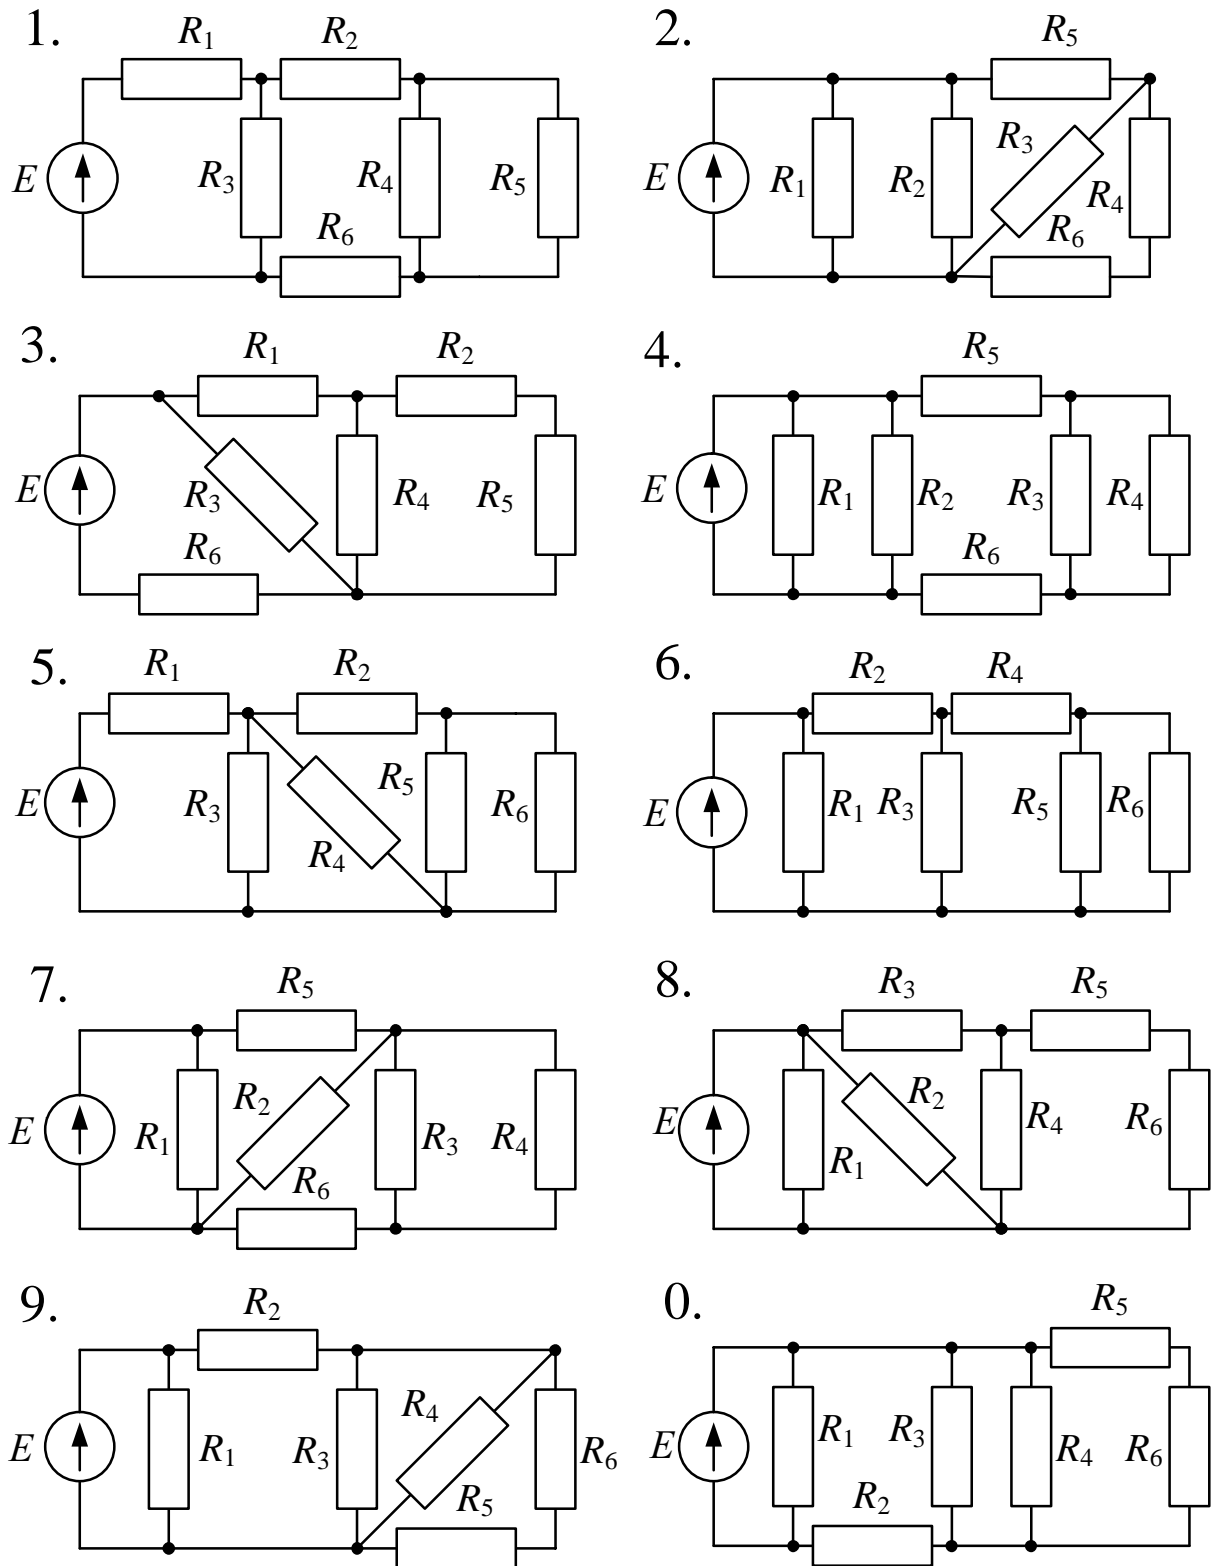 1. R1 R2
E R3 R4 R5
R6
2. R5
E R1 R2 R3 R4
R6
3. R1 R2
E R3 R4 R5
R6
4. R5
E R1 R2 R3 R4
R6
5. R1 R2
E R3 R4 R5 R6
6. R2 R4
E R1 R3 R5 R6
7. R5
E R1 R2 R3 R4
R6
8. R3 R5
E R1 R2 R4 R6
9. R2
E R1 R3 R4 R6
R5
0. R5
E R1 R3 R4 R6
R2